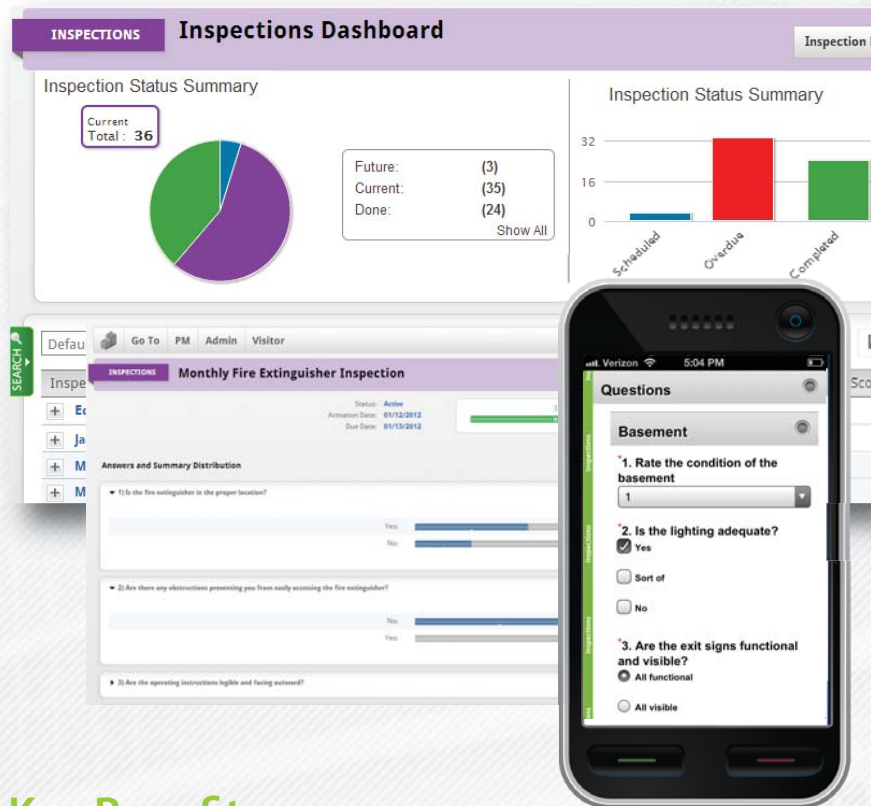 INSPECTIONS
Inspections Dashboard
Inspection
Inspection Status Summary
Current
Total : 36
Future: (3)
Current: (35)
Done: (24)
Show All
Inspection Status Summary
32
16
0
Scheduled
Overdue
Completed
SEARCH
Defau
Inspe
Sco
Ec
Ja
M
M
Go To PM Admin Visitor
INSPECTIONS
Monthly Fire Extinguisher Inspection
Status: Active
Activation Date: 01/12/2012
Due Date: 01/13/2012
Answers and Summary Distribution
1) Is the fire extinguisher in the proper location?
Yes:
No:
2) Are there any obstructions preventing you from easily accessing the fire extinguisher?
No:
Yes:
3) Are the operating instructions legible and facing outward?
Verizon 5:04 PM
Questions
Inspections
Inspections
Inspections
Basement
*1. Rate the condition of the
basement
1
*2. Is the lighting adequate?
Yes
Sort of
No
*3. Are the exit signs functional
and visible?
All functional
All visible